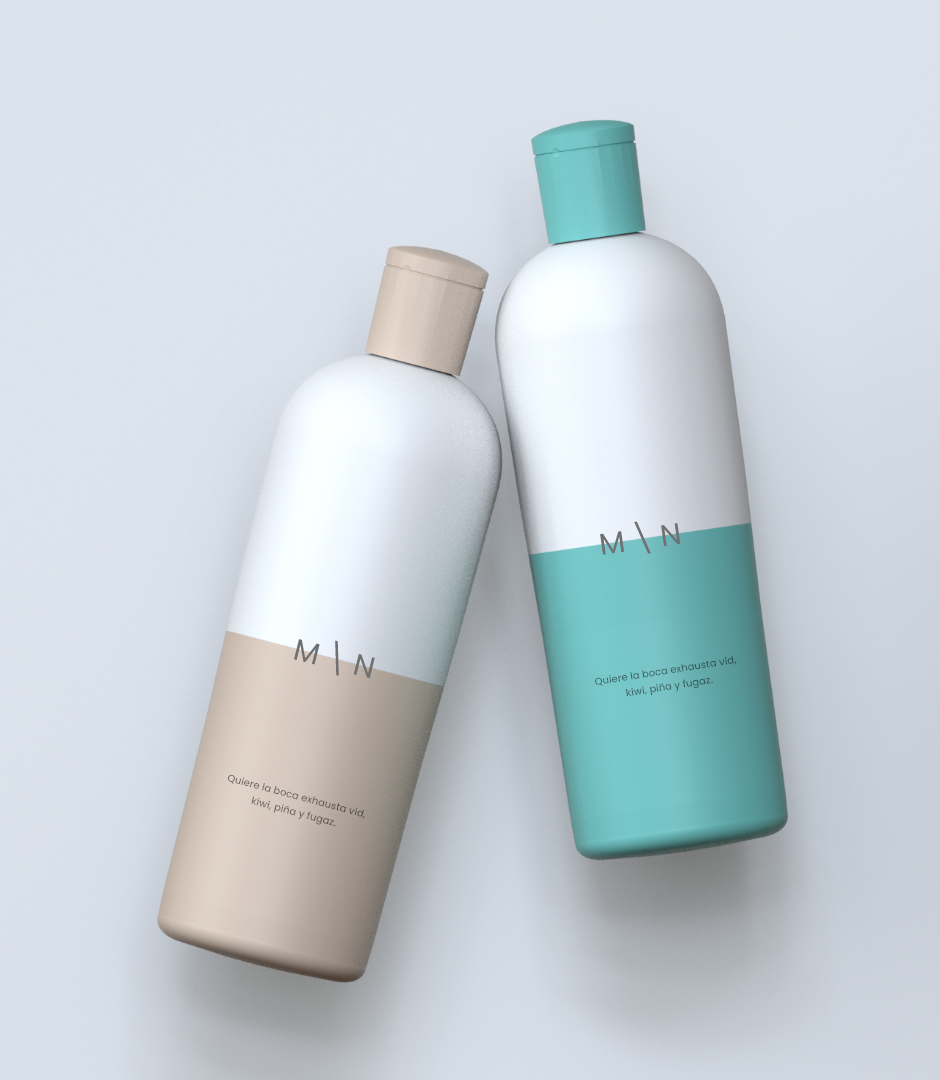 M \ N
Quiere la boca exhausta vid,
kiwi, piña y fugaz.
M \ N
Quiere la boca exhausta vid,
kiwi, piña y fugaz.